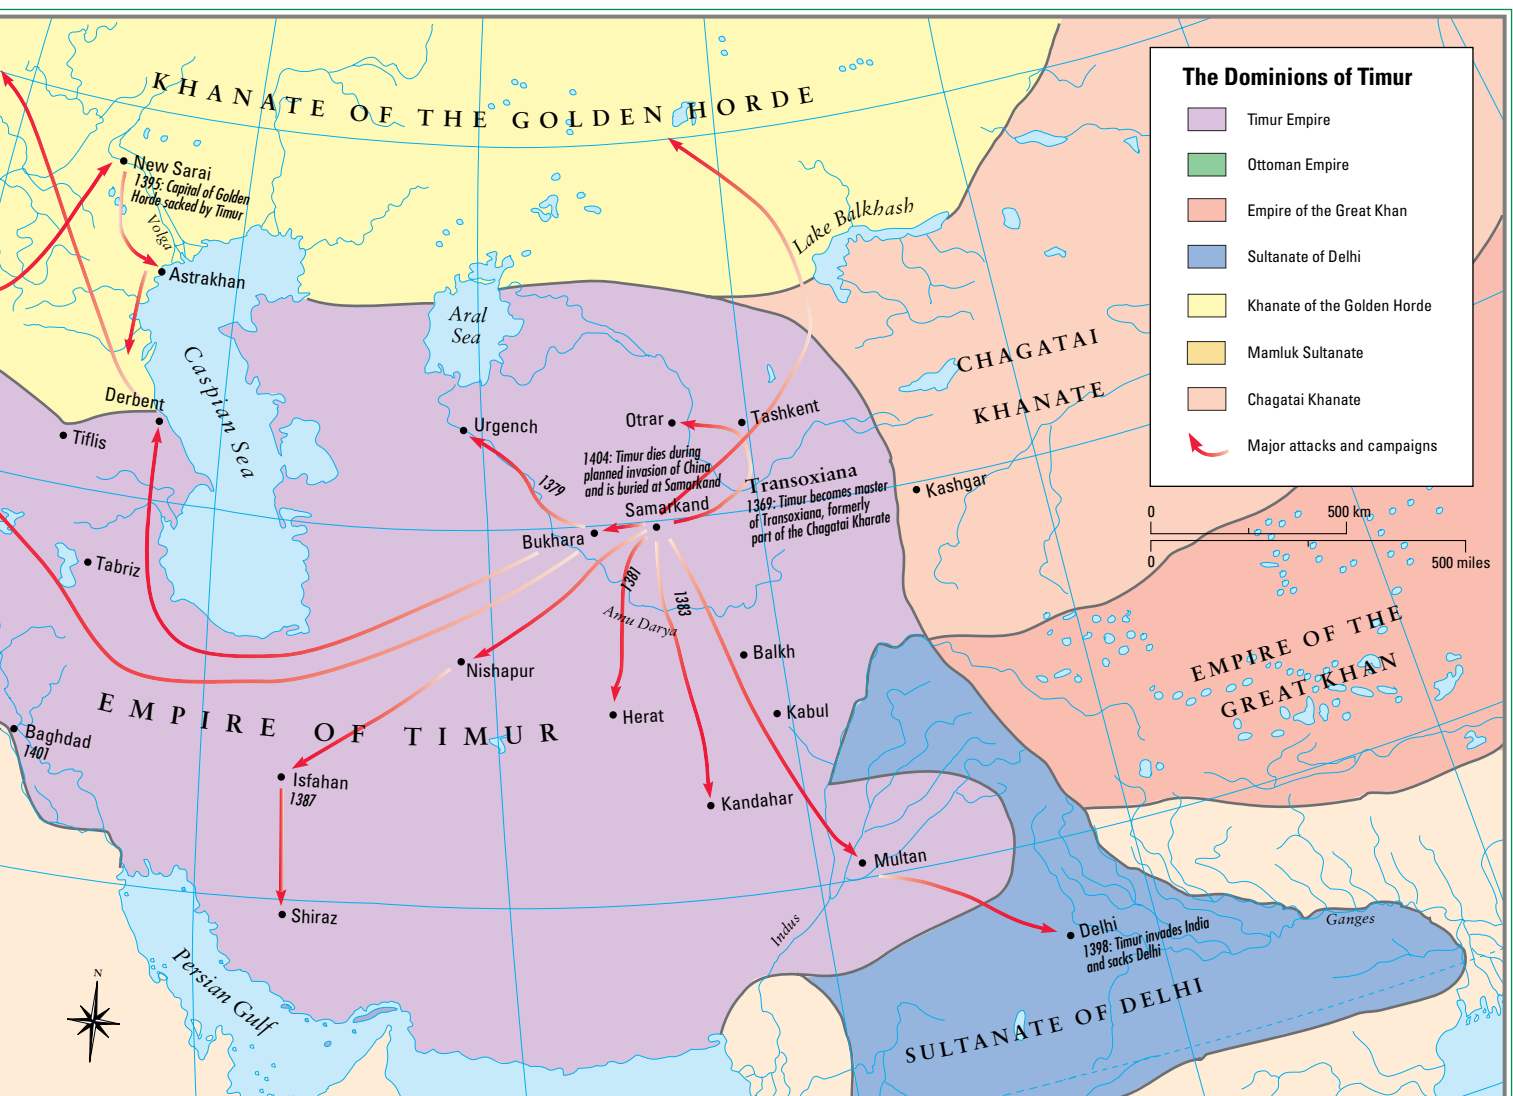 KHANATE OF THE GOLDEN HORDE
New Sarai
1395: Capital of Golden
Horde sacked by Timur
Volga
Astrakhan
Lake Balkhash
Aral
Sea
Caspian Sea
CHAGATAI
KHANATE
Derbent
Tiflis
Urgench
Otrar
Tashkent
1404: Timur dies during
planned invasion of China
and is buried at Samarkand
1379
Transoxiana
1369: Timur becomes master
of Transoxiana, formerly
part of the Chagatai Kharate
Samarkand
Bukhara
Kashgar
Tabriz
1381
1383
Amu Darya
Balkh
Nishapur
Herat
Kabul
EMPIRE OF TIMUR
Baghdad
1401
Isfahan
1387
Kandahar
Multan
Shiraz
Indus
Delhi
1398: Timur invades India
and sacks Delhi
Ganges
Persian Gulf
SULTANATE OF DELHI
EMPIRE OF THE
GREAT KHAN
N
The Dominions of Timur
Timur Empire
Ottoman Empire
Empire of the Great Khan
Sultanate of Delhi
Khanate of the Golden Horde
Mamluk Sultanate
Chagatai Khanate
Major attacks and campaigns
0 500 km
0 500 miles